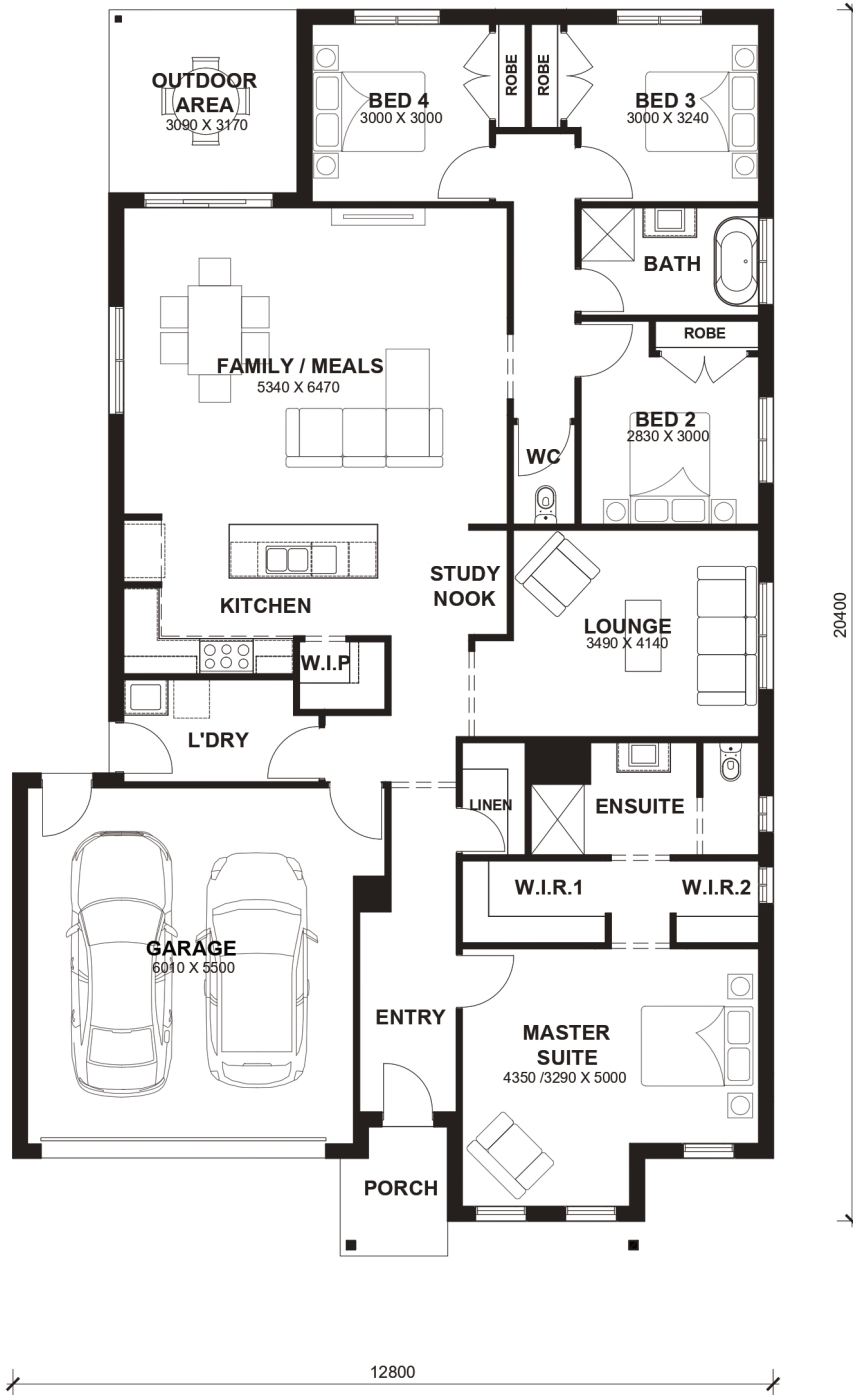 OUTDOOR
AREA
3090 X 3170
BED 4
3000 X 3000
ROBE
ROBE
BED 3
3000 X 3240
BATH
ROBE
FAMILY / MEALS
5340 X 6470
BED 2
2830 X 3000
WC
STUDY
NOOK
KITCHEN
LOUNGE
3490 X 4140
20400
W.I.P
L'DRY
LINEN
ENSUITE
W.I.R.1
W.I.R.2
GARAGE
6010 X 5500
ENTRY
MASTER
SUITE
4350 /3290 X 5000
PORCH
12800